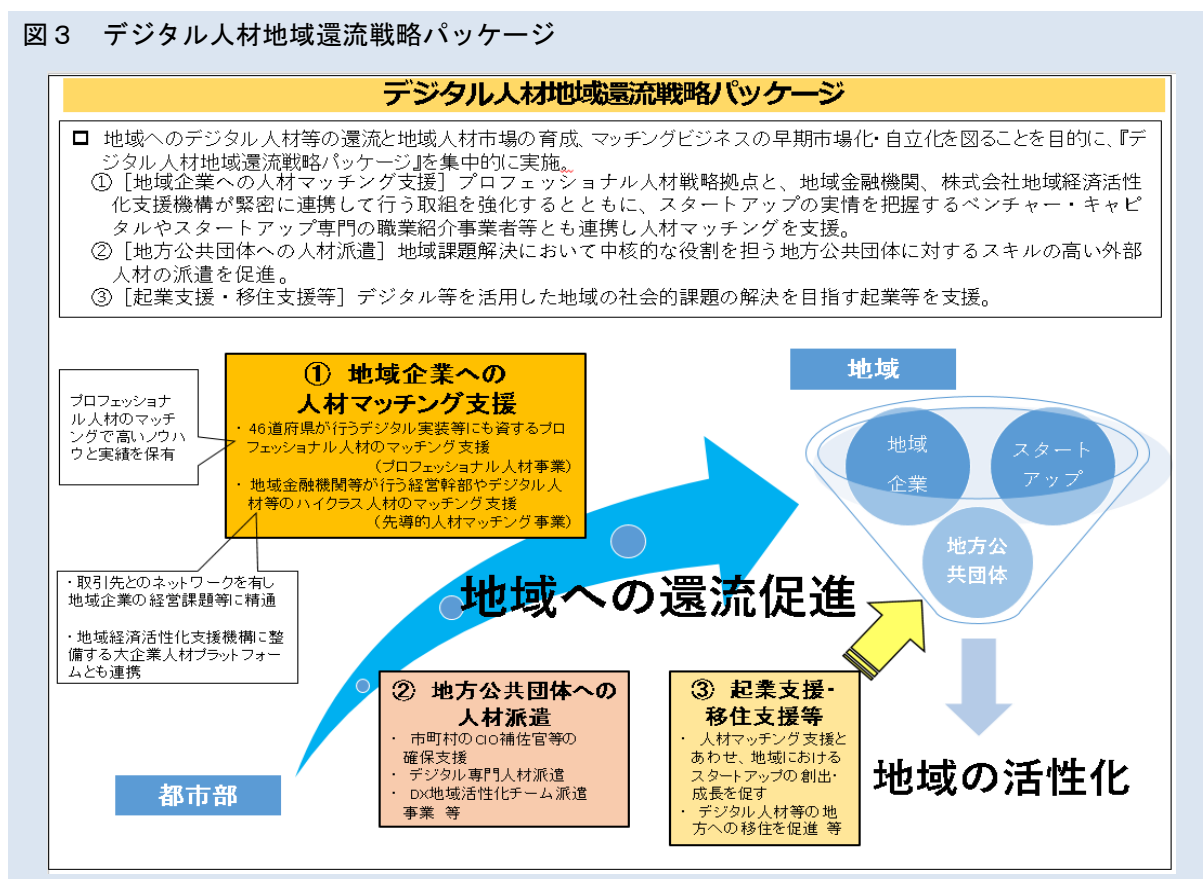 図３　デジタル人材地域還流戦略パッケージ
デジタル人材地域還流戦略パッケージ
□ 地域へのデジタル人材等の還流と地域人材市場の育成、マッチングビジネスの早期市場化・自立化を図ることを目的に、『デ
ジタル人材地域還流戦略パッケージ』を集中的に実施。
①［地域企業への人材マッチング支援］プロフェッショナル人材戦略拠点と、地域金融機関、株式会社地域経済活性
化支援機構が緊密に連携して行う取組を強化するとともに、スタートアップの実情を把握するベンチャー・キャピ
タルやスタートアップ専門の職業紹介事業者等とも連携し人材マッチングを支援。
②［地方公共団体への人材派遣］地域課題解決において中核的な役割を担う地方公共団体に対するスキルの高い外部
人材の派遣を促進。
③［起業支援・移住支援等］デジタル等を活用した地域の社会的課題の解決を目指す起業等を支援。
プロフェッショナ
ル人材のマッチ
ングで高いノウハ
ウと実績を保有
① 地域企業への
人材マッチング支援
・ 46道府県が行うデジタル実装等にも資するプロ
フェッショナル人材のマッチング支援
（プロフェッショナル人材事業）
・ 地域金融機関等が行う経営幹部やデジタル人
材等のハイクラス人材のマッチング支援
（先導的人材マッチング事業）
・取引先とのネットワークを有し
地域企業の経営課題等に精通
・地域経済活性化支援機構に整
備する大企業人材プラットフォー
ムとも連携
地域
地域
企業
スタート
アップ
地方公
共団体
地域への還流促進
② 地方公共団体への
人材派遣
・ 市町村のCIO補佐官等の
確保支援
・ デジタル専門人材派遣
・ DX地域活性化チーム派遣
事業 等
③ 起業支援・
移住支援等
・ 人材マッチング支援と
あわせ、地域における
スタートアップの創出・
成長を促す
・ デジタル人材等の地
方への移住を促進 等
都市部
地域の活性化